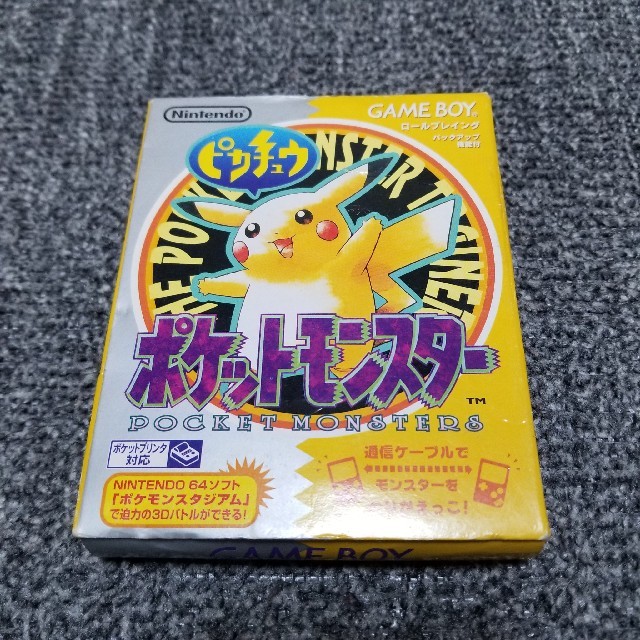 Nintendo
GAME BOY
ロールプレイング
バックアップ
機能付
ピカチュウ
ポケットモンスター
TM
POCKET MONSTERS
ポケットプリンタ
対応
NINTENDO 64ソフト
「ポケモンスタジアム」
で迫力の3Dバトルができる!
通信ケーブルで
モンスターを
GAME BOY